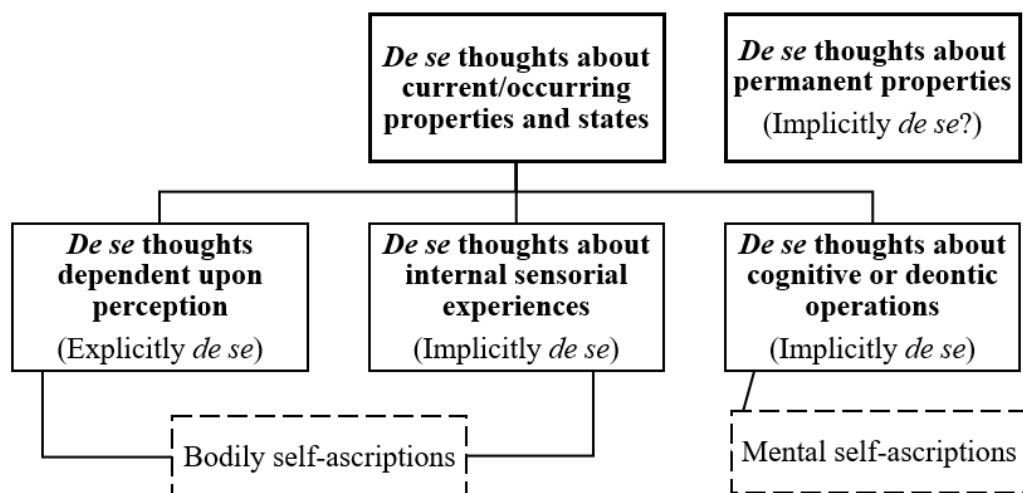 De se thoughts about
current/occurring
properties and states
De se thoughts about
permanent properties
(Implicitly de se?)
De se thoughts
dependent upon
perception
(Explicitly de se)
De se thoughts about
internal sensorial
experiences
(Implicitly de se)
De se thoughts about
cognitive or deontic
operations
(Implicitly de se)
Bodily self-ascriptions
Mental self-ascriptions